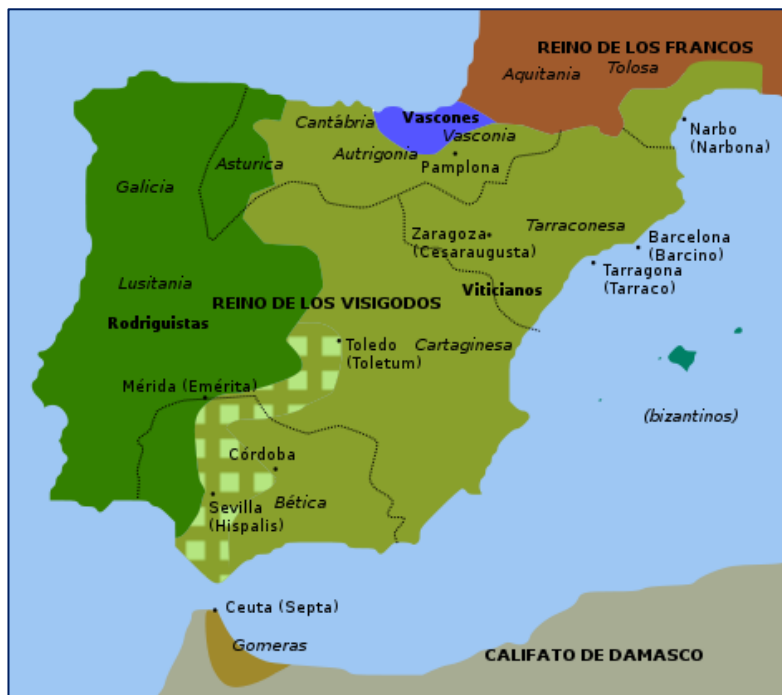 REINO DE LOS FRANCOS
Aquitania
Tolosa
Cantábria
Vascones
Vasconia
Narbo
(Narbona)
Autrigonia
Asturica
Pamplona
Galicia
Tarraconesa
Zaragoza
(Cesaraugusta)
Barcelona
(Barcino)
Tarragona
(Tarraco)
Lusitania
REINO DE LOS VISIGODOS
Viticianos
Rodriguistas
Toledo
(Toletum)
Cartaginesa
Mérida (Emérita)
(bizantinos)
Córdoba
Sevilla
(Hispalis)
Bética
Ceuta (Septa)
Gomeras
CALIFATO DE DAMASCO